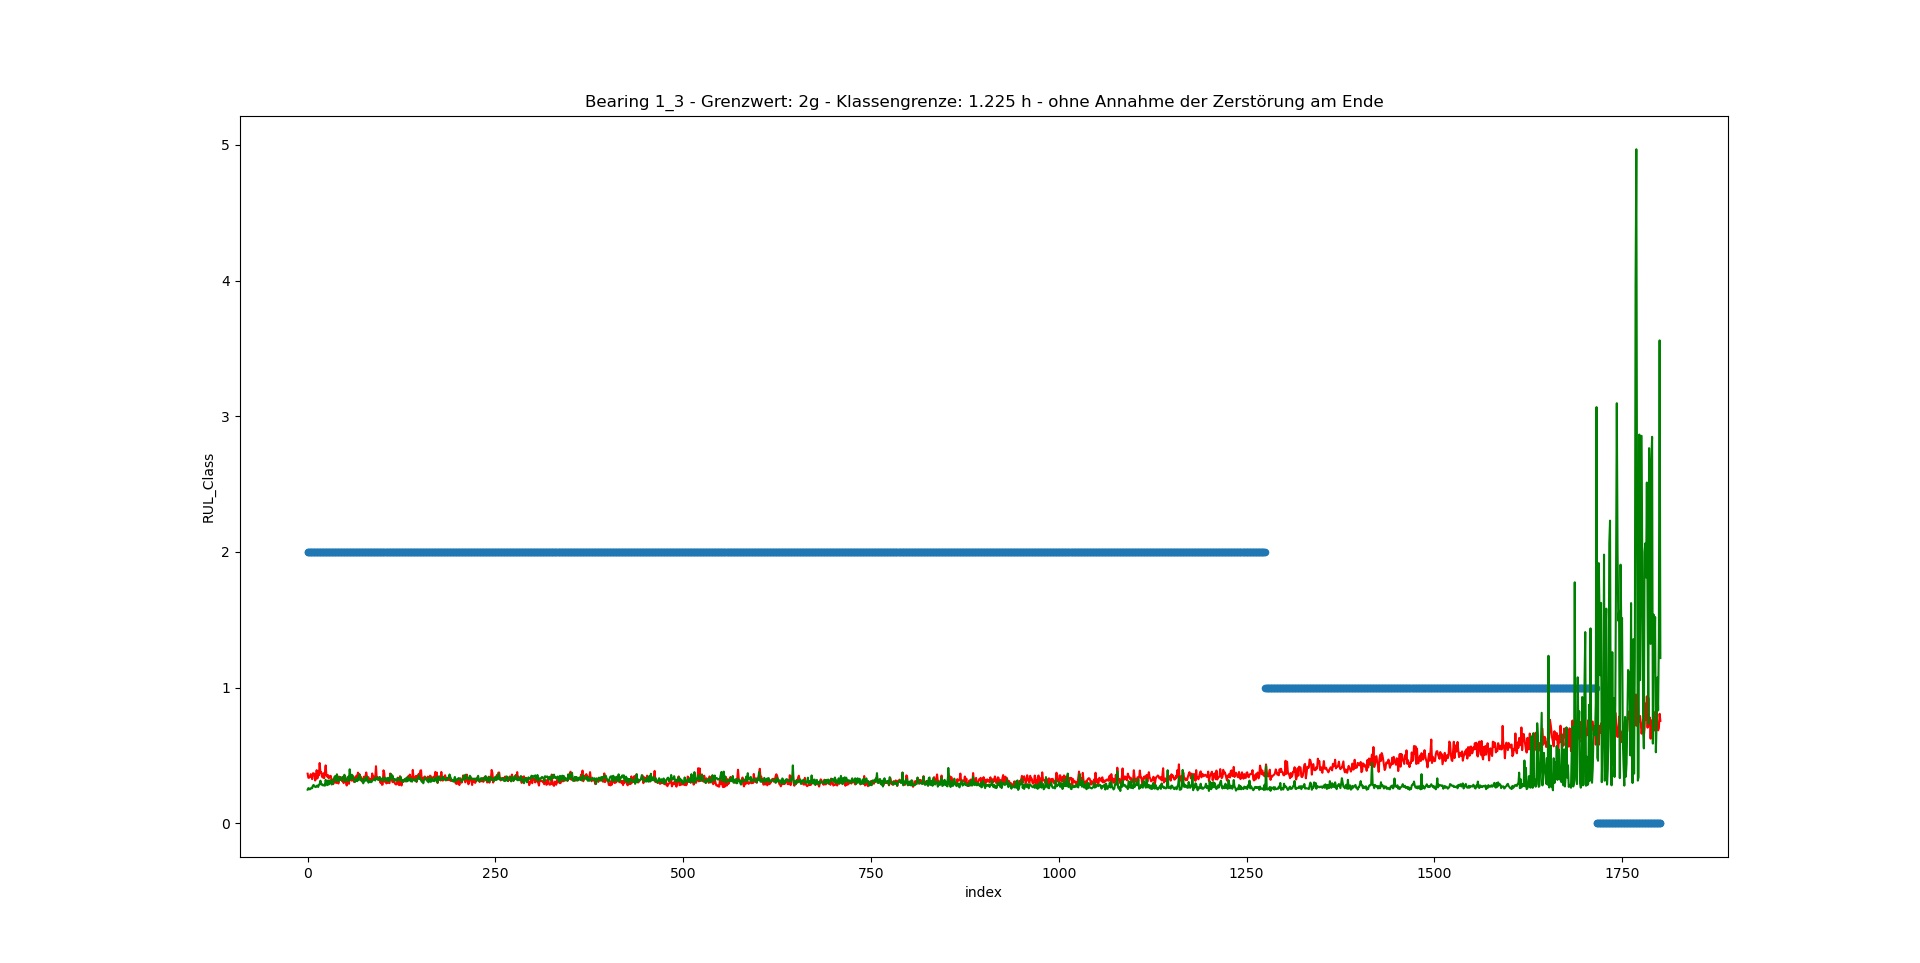 Bearing 1_3 - Grenzwert: 2g - Klassengrenze: 1.225 h - ohne Annahme der Zerstörung am Ende
5
4
3
2
1
0
RUL_Class
0 250 500 750 1000 1250 1500 1750
index